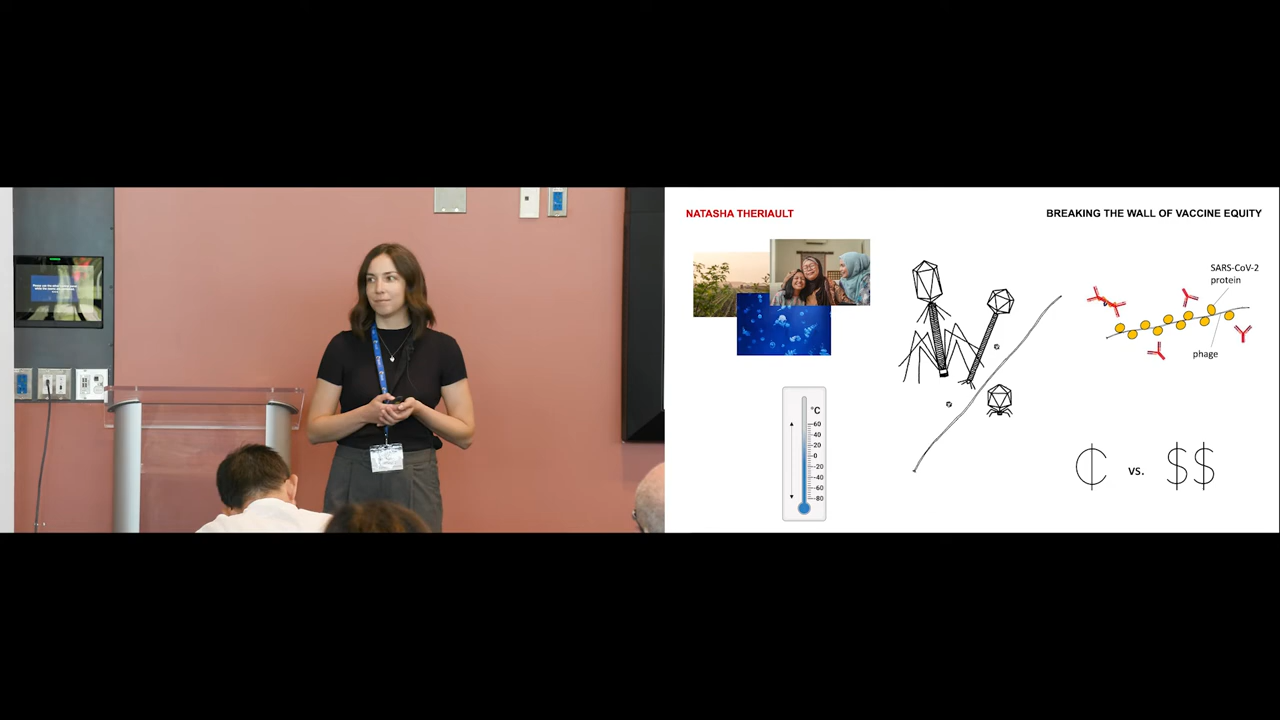 NATASHA THERIAULT
BREAKING THE WALL OF VACCINE EQUITY
SARS-CoV-2
protein
phage
°C
60
40
20
0
-20
-40
-60
-80
₵ vs. $$